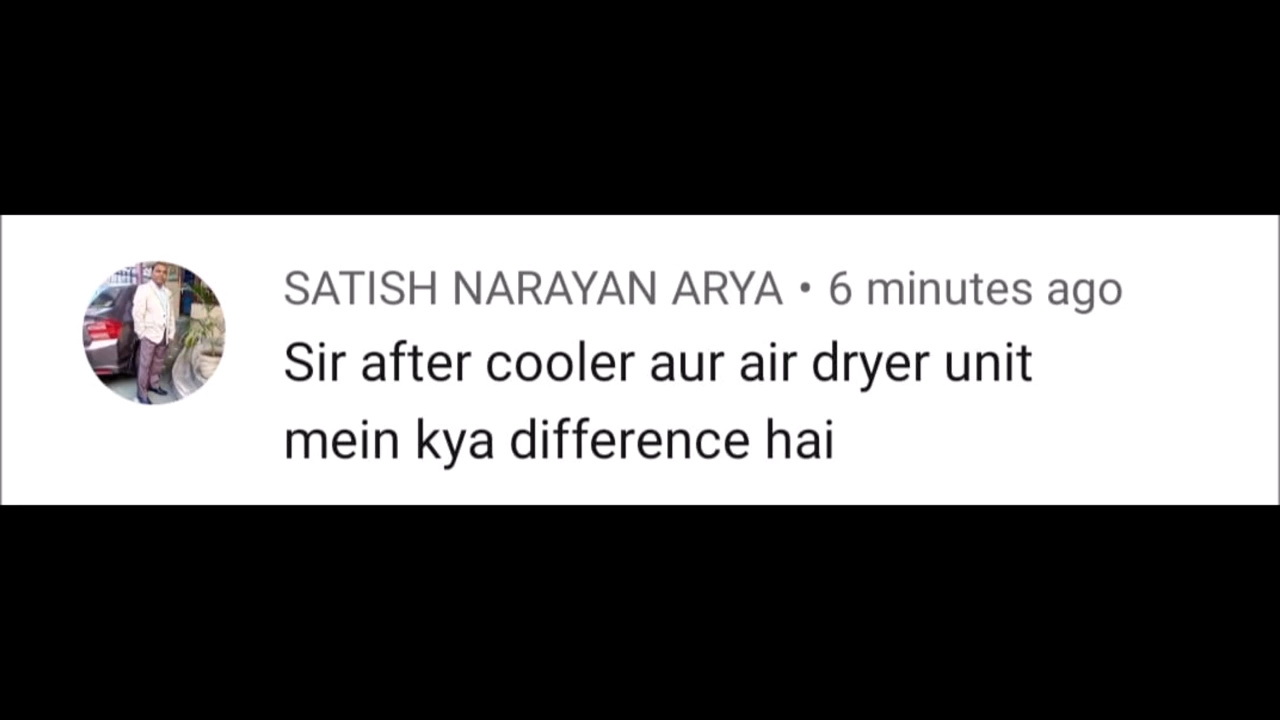 SATISH NARAYAN ARYA • 6 minutes ago
Sir after cooler aur air dryer unit
mein kya difference hai